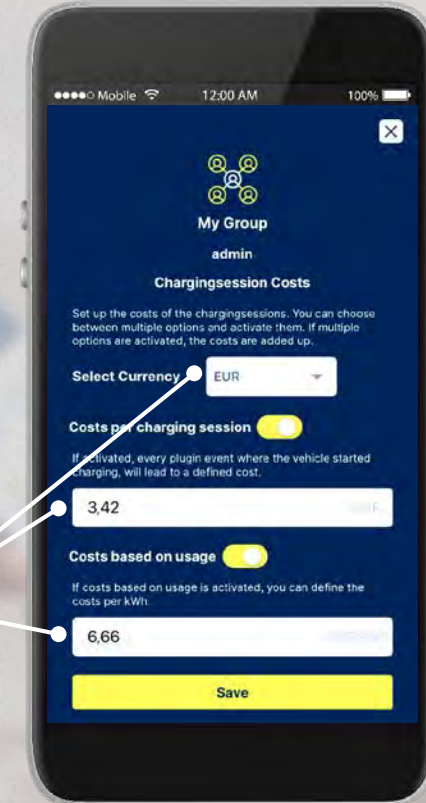 Mobile 12:00 AM 100%
My Group
admin
Chargingsession Costs
Set up the costs of the chargingsessions. You can choose
between multiple options and activate them. If multiple
options are activated, the costs are added up.
Select Currency EUR
Costs per charging session
If activated, every plugin event where the vehicle started
charging, will lead to a defined cost.
3,42
Costs based on usage
If costs based on usage is activated, you can define the
costs per kWh.
6,66
Save